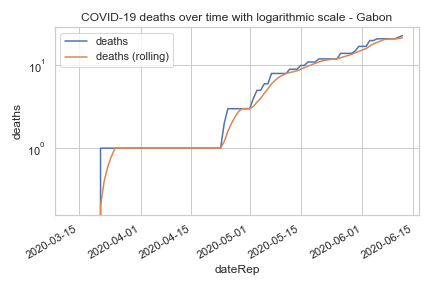 COVID-19 deaths over time with logarithmic scale - Gabon
deaths
deaths (rolling)
10¹
10⁰
deaths
2020-03-15
2020-04-01
2020-04-15
2020-05-01
2020-05-15
2020-06-01
2020-06-15
dateRep